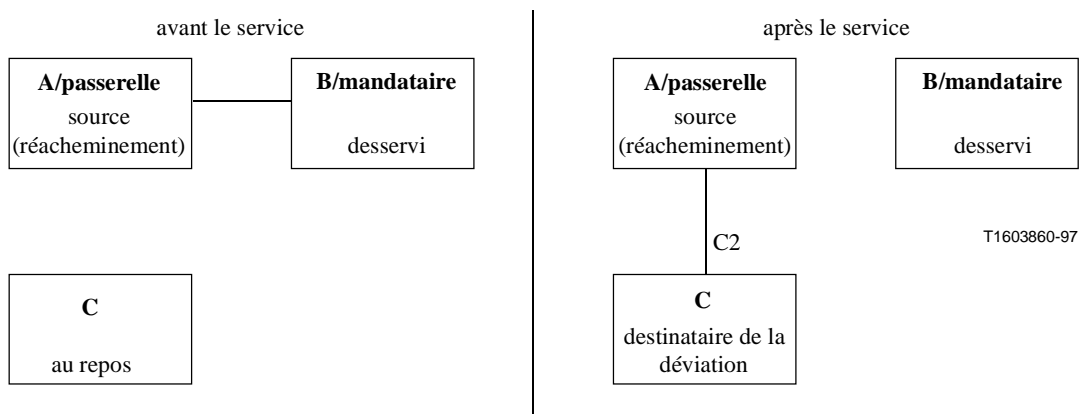 avant le service
A/passerelle
source
(réacheminement)
B/mandataire
desservi
C
au repos
après le service
A/passerelle
source
(réacheminement)
B/mandataire
desservi
C2
T1603860-97
C
destinataire de la
déviation